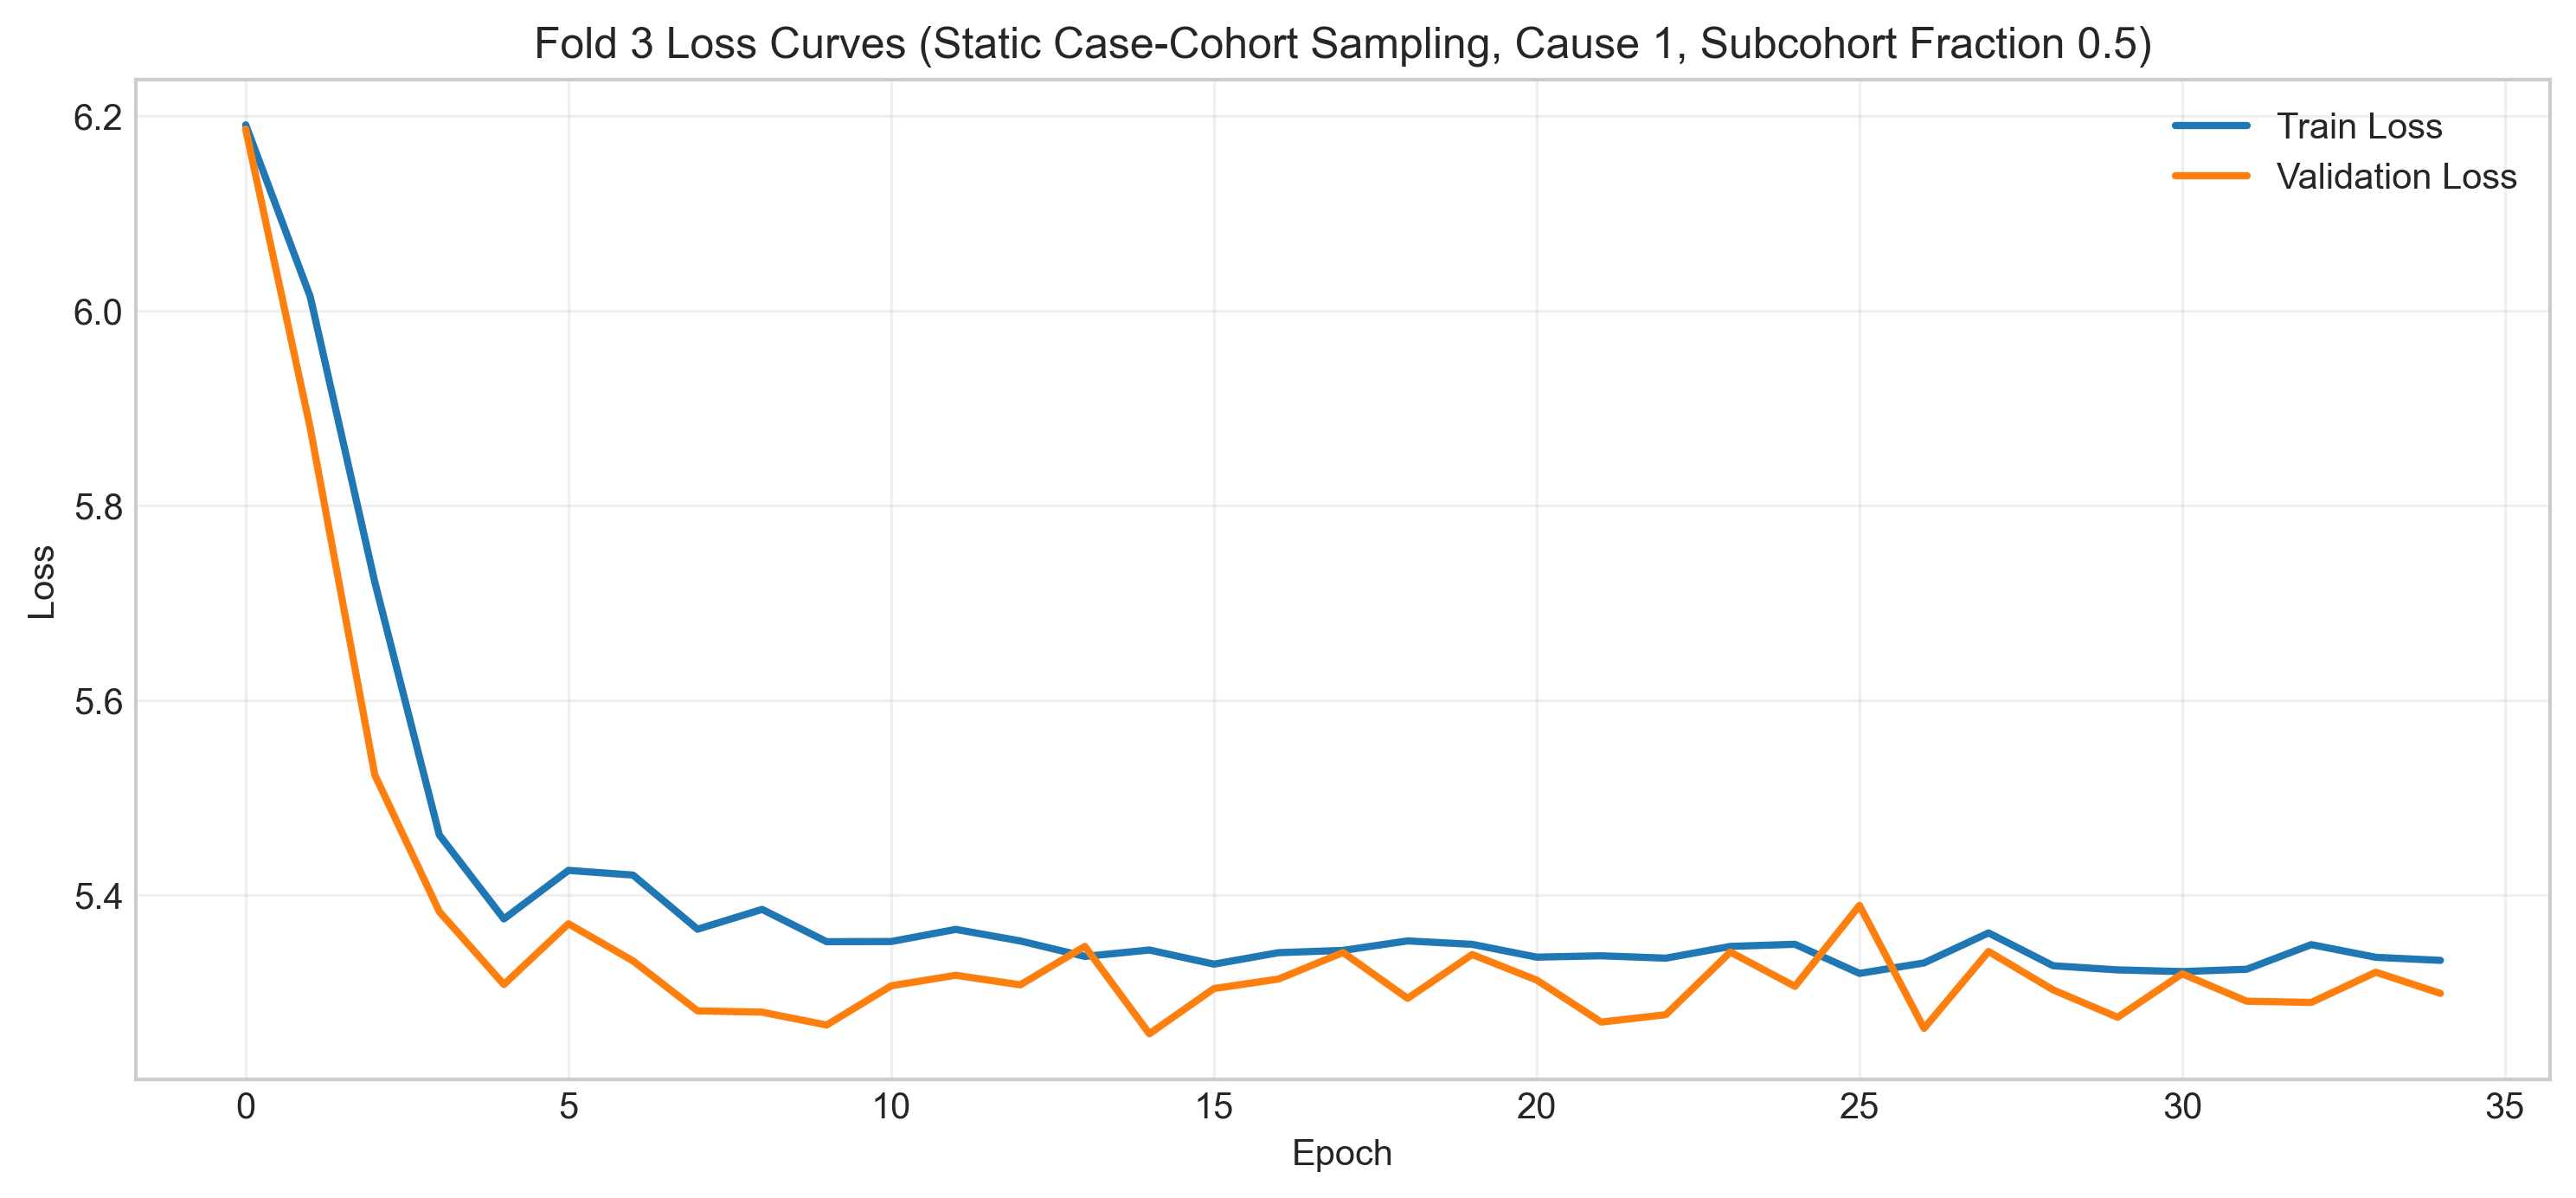 Fold 3 Loss Curves (Static Case-Cohort Sampling, Cause 1, Subcohort Fraction 0.5)
Train Loss
Validation Loss
6.2
6.0
5.8
5.6
5.4
Loss
0 5 10 15 20 25 30 35
Epoch